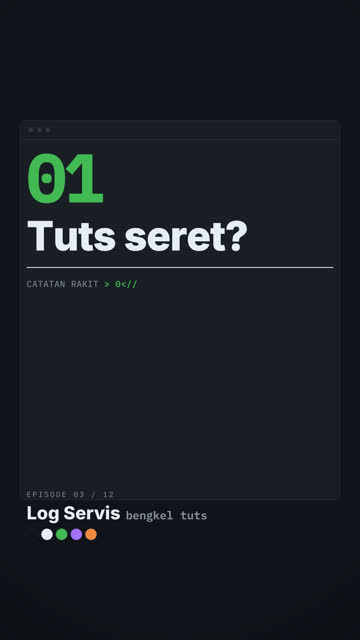 01
Tuts seret?
CATATAN RAKIT > 0<//
EPISODE 03 / 12
Log Servis bengkel tuts